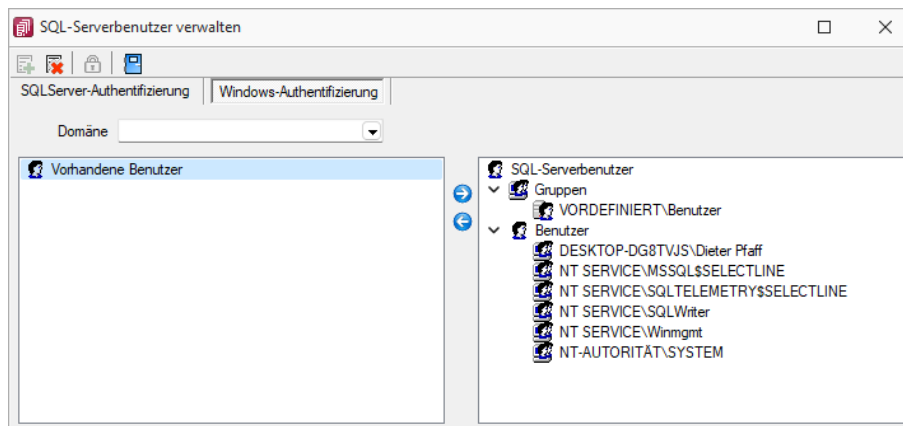 SQL-Serverbenutzer verwalten
SQLServer-Authentifizierung
Windows-Authentifizierung
Domäne
Vorhandene Benutzer
SQL-Serverbenutzer
Gruppen
VORDEFINIERT\Benutzer
Benutzer
DESKTOP-DG8TVJS\Dieter Pfaff
NT SERVICE\MSSQL$SELECTLINE
NT SERVICE\SQLTELEMETRY$SELECTLINE
NT SERVICE\SQLWriter
NT SERVICE\Winmgmt
NT-AUTORITÄT\SYSTEM